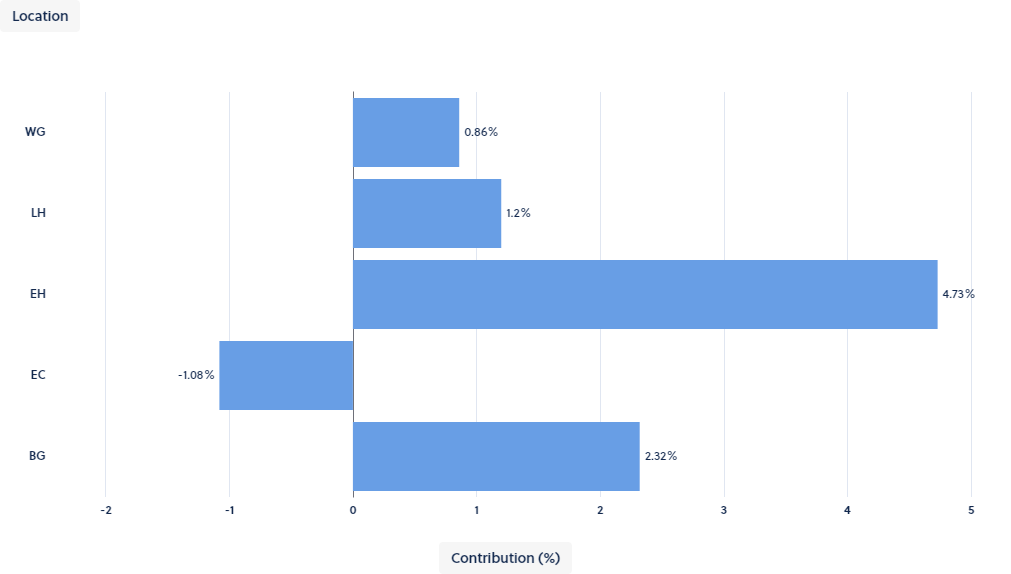 Location
WG
0.86%
LH
1.2%
EH
4.73%
EC
-1.08%
BG
2.32%
-2 -1 0 1 2 3 4 5
Contribution (%)